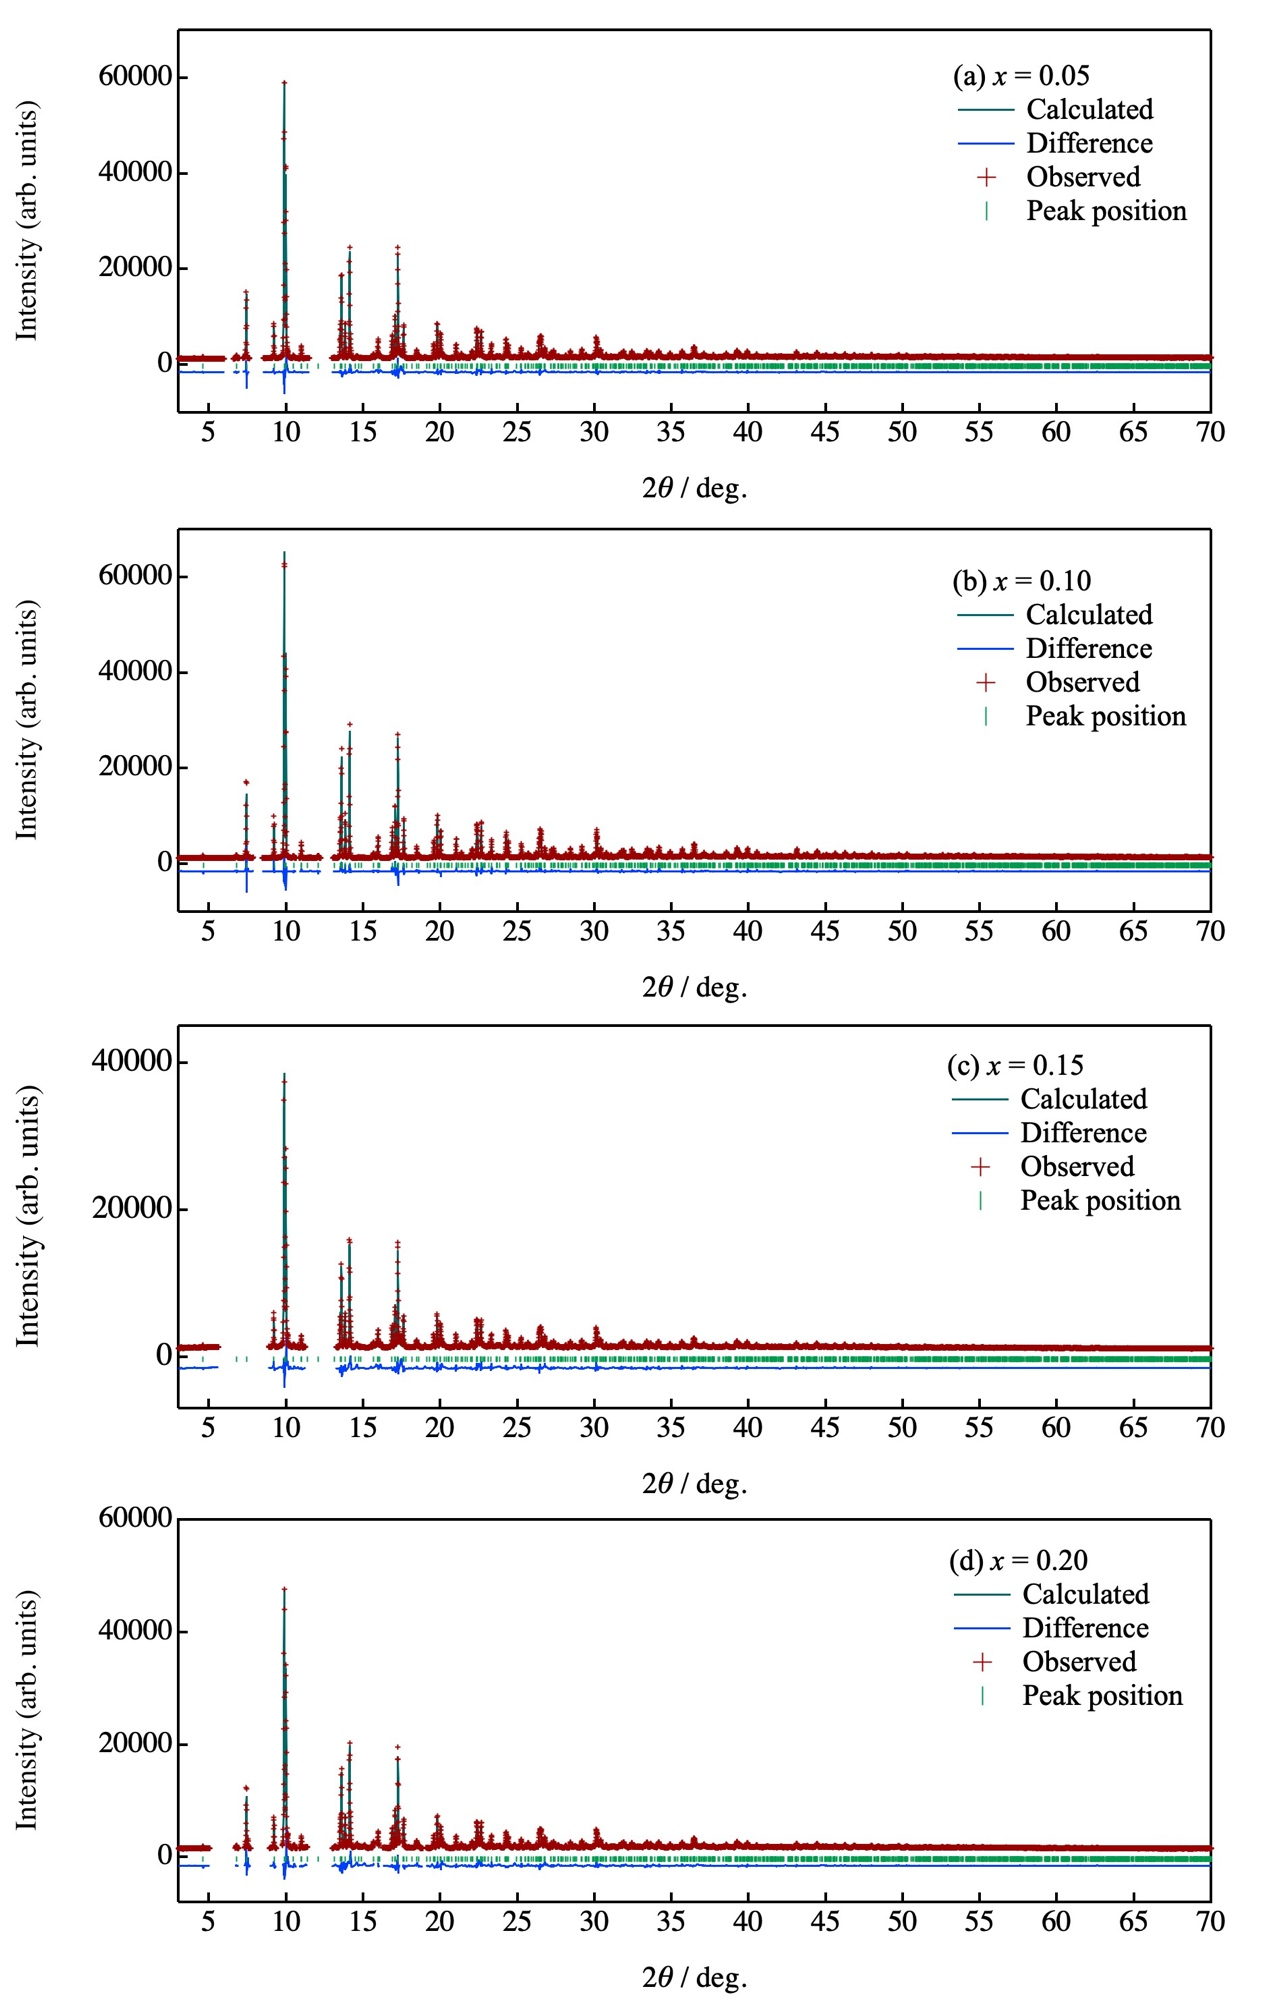 Intensity (arb. units)
60000
40000
20000
0
(a) x = 0.05
Calculated
Difference
Observed
Peak position
5 10 15 20 25 30 35 40 45 50 55 60 65 70
2θ / deg.
Intensity (arb. units)
60000
40000
20000
0
(b) x = 0.10
Calculated
Difference
Observed
Peak position
5 10 15 20 25 30 35 40 45 50 55 60 65 70
2θ / deg.
Intensity (arb. units)
40000
20000
0
(c) x = 0.15
Calculated
Difference
Observed
Peak position
5 10 15 20 25 30 35 40 45 50 55 60 65 70
2θ / deg.
Intensity (arb. units)
60000
40000
20000
0
(d) x = 0.20
Calculated
Difference
Observed
Peak position
5 10 15 20 25 30 35 40 45 50 55 60 65 70
2θ / deg.